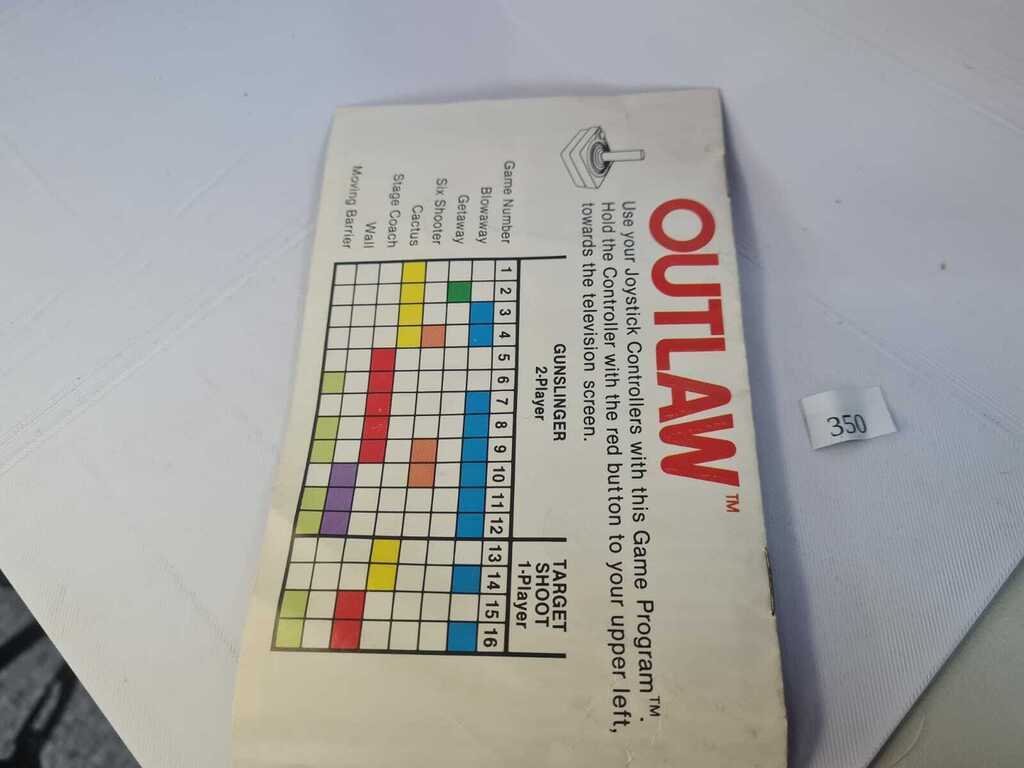 OUTLAW™
Use your Joystick Controllers with this Game Program™.
Hold the Controller with the red button to your upper left,
towards the television screen.
GUNSLINGER
2-Player
TARGET
SHOOT
1-Player
Game Number 1 2 3 4 5 6 7 8 9 10 11 12 13 14 15 16
Blowaway
Getaway
Six Shooter
Cactus
Stage Coach
Wall
Moving Barrier
350